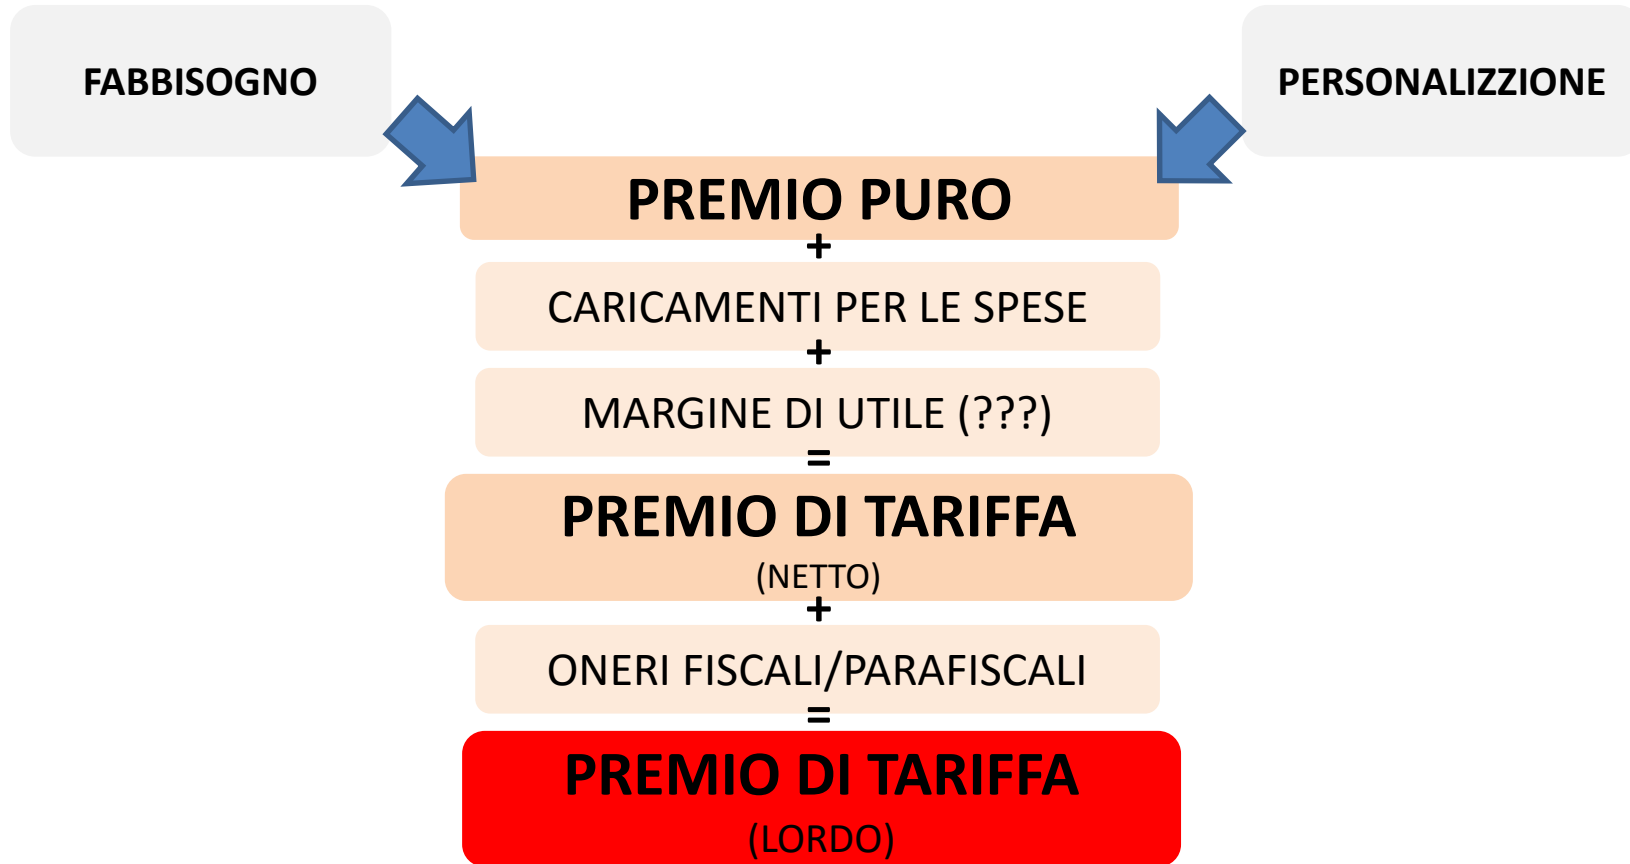 FABBISOGNO
PERSONALIZZIONE
PREMIO PURO
+
CARICAMENTI PER LE SPESE
+
MARGINE DI UTILE (???)
=
PREMIO DI TARIFFA
(NETTO)
+
ONERI FISCALI/PARAFISCALI
=
PREMIO DI TARIFFA
(LORDO)